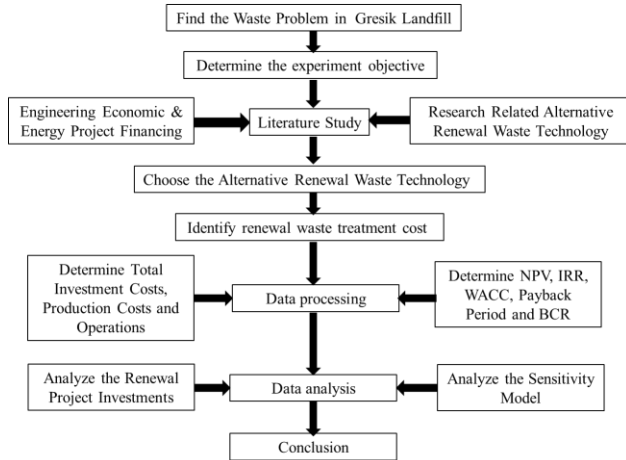 Find the Waste Problem in Gresik Landfill
Determine the experiment objective
Engineering Economic &
Energy Project Financing
Literature Study
Research Related Alternative
Renewal Waste Technology
Choose the Alternative Renewal Waste Technology
Identify renewal waste treatment cost
Determine Total
Investment Costs,
Production Costs and
Operations
Data processing
Determine NPV, IRR,
WACC, Payback
Period and BCR
Analyze the Renewal
Project Investments
Data analysis
Analyze the Sensitivity
Model
Conclusion